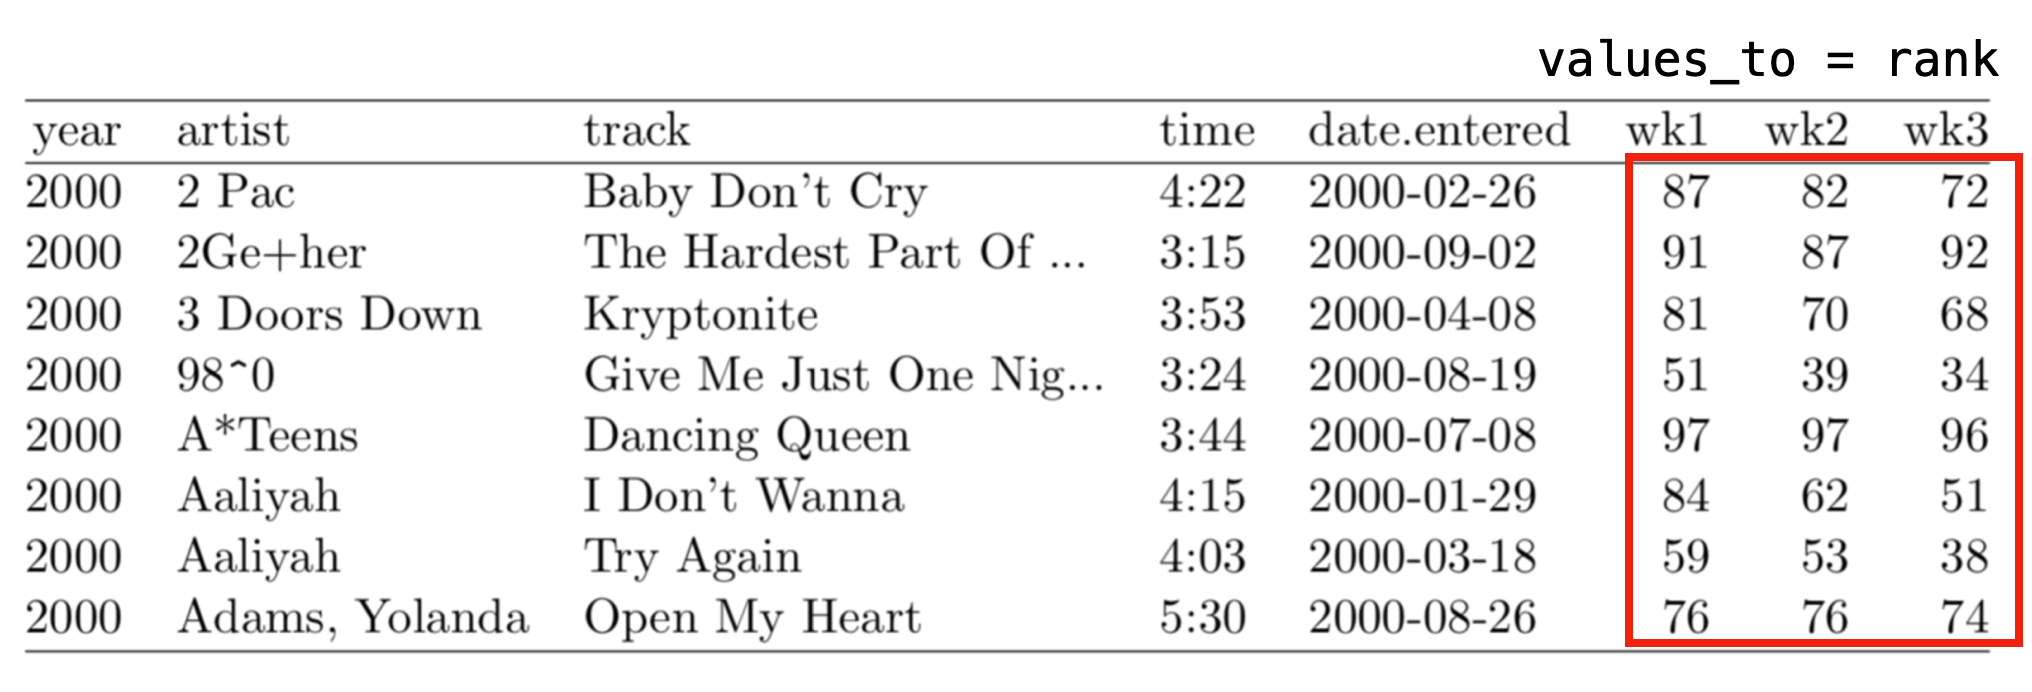 values_to = rank
year artist track time date.entered wk1 wk2 wk3
2000 2 Pac Baby Don't Cry 4:22 2000-02-26 87 82 72
2000 2Ge+her The Hardest Part Of ... 3:15 2000-09-02 91 87 92
2000 3 Doors Down Kryptonite 3:53 2000-04-08 81 70 68
2000 98^0 Give Me Just One Nig... 3:24 2000-08-19 51 39 34
2000 A*Teens Dancing Queen 3:44 2000-07-08 97 97 96
2000 Aaliyah I Don't Wanna 4:15 2000-01-29 84 62 51
2000 Aaliyah Try Again 4:03 2000-03-18 59 53 38
2000 Adams, Yolanda Open My Heart 5:30 2000-08-26 76 76 74